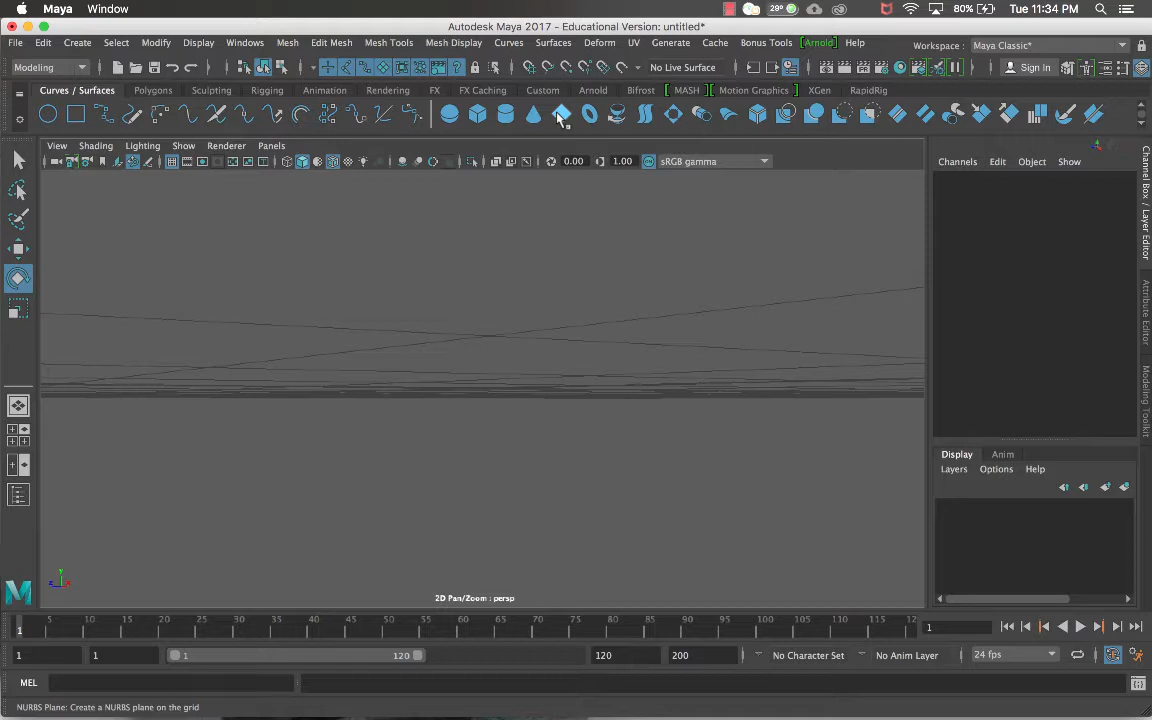 Maya Window 29° 80% Tue 11:34 PM
Autodesk Maya 2017 - Educational Version: untitled*
File Edit Create Select Modify Display Windows Mesh Edit Mesh Mesh Tools Mesh Display Curves Surfaces Deform UV Generate Cache Bonus Tools [Arnold] Help Workspace : Maya Classic*
Modeling No Live Surface Sign In
Curves / Surfaces Polygons Sculpting Rigging Animation Rendering FX FX Caching Custom Arnold Bifrost MASH Motion Graphics XGen RapidRig
View Shading Lighting Show Renderer Panels
0.00 1.00 sRGB gamma
Channels Edit Object Show
Channel Box / Layer Editor
Attribute Editor
Modeling Toolkit
Display Anim
Layers Options Help
y
z x
2D Pan/Zoom : persp
1 5 10 15 20 25 30 35 40 45 50 55 60 65 70 75 80 85 90 95 100 105 110 115 12 1
1 1 1 120 120 200 No Character Set No Anim Layer 24 fps
MEL
NURBS Plane: Create a NURBS plane on the grid